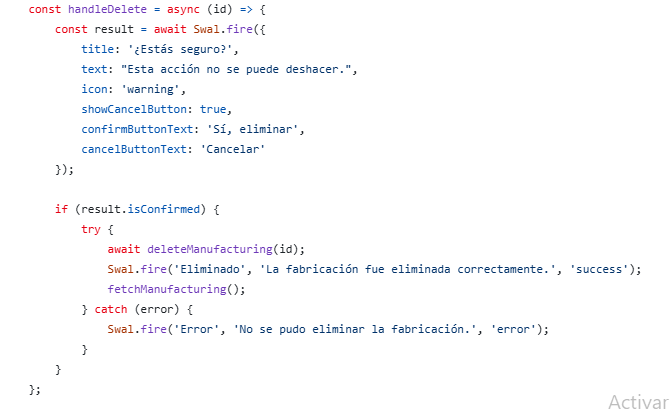 const handleDelete = async (id) => {
    const result = await Swal.fire({
        title: '¿Estás seguro?',
        text: "Esta acción no se puede deshacer.",
        icon: 'warning',
        showCancelButton: true,
        confirmButtonText: 'Sí, eliminar',
        cancelButtonText: 'Cancelar'
    });

    if (result.isConfirmed) {
        try {
            await deleteManufacturing(id);
            Swal.fire('Eliminado', 'La fabricación fue eliminada correctamente.', 'success');
            fetchManufacturing();
        } catch (error) {
            Swal.fire('Error', 'No se pudo eliminar la fabricación.', 'error');
        }
    }
};
Activar